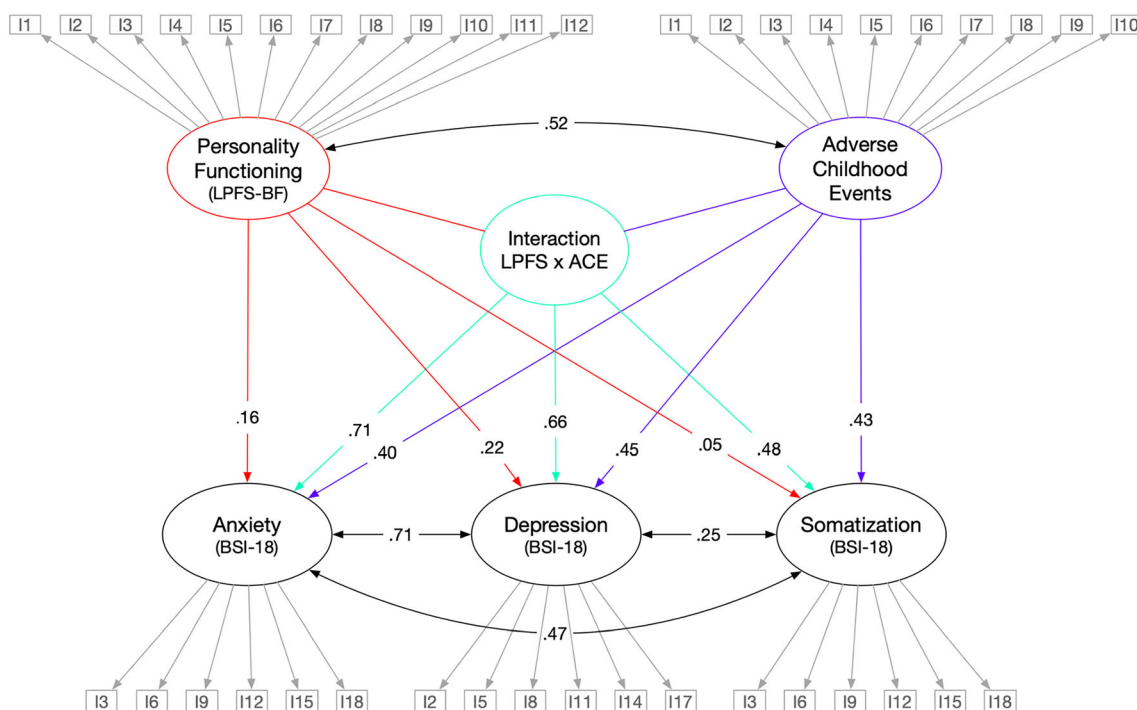 I1 I2 I3 I4 I5 I6 I7 I8 I9 I10 I11 I12
I1 I2 I3 I4 I5 I6 I7 I8 I9 I10
Personality
Functioning
(LPFS-BF)
.52
Adverse
Childhood
Events
Interaction
LPFS x ACE
.16
.71
.40
.22
.66
.45
.05
.48
.43
Anxiety
(BSI-18)
.71
Depression
(BSI-18)
.25
Somatization
(BSI-18)
.47
I3 I6 I9 I12 I15 I18
I2 I5 I8 I11 I14 I17
I3 I6 I9 I12 I15 I18